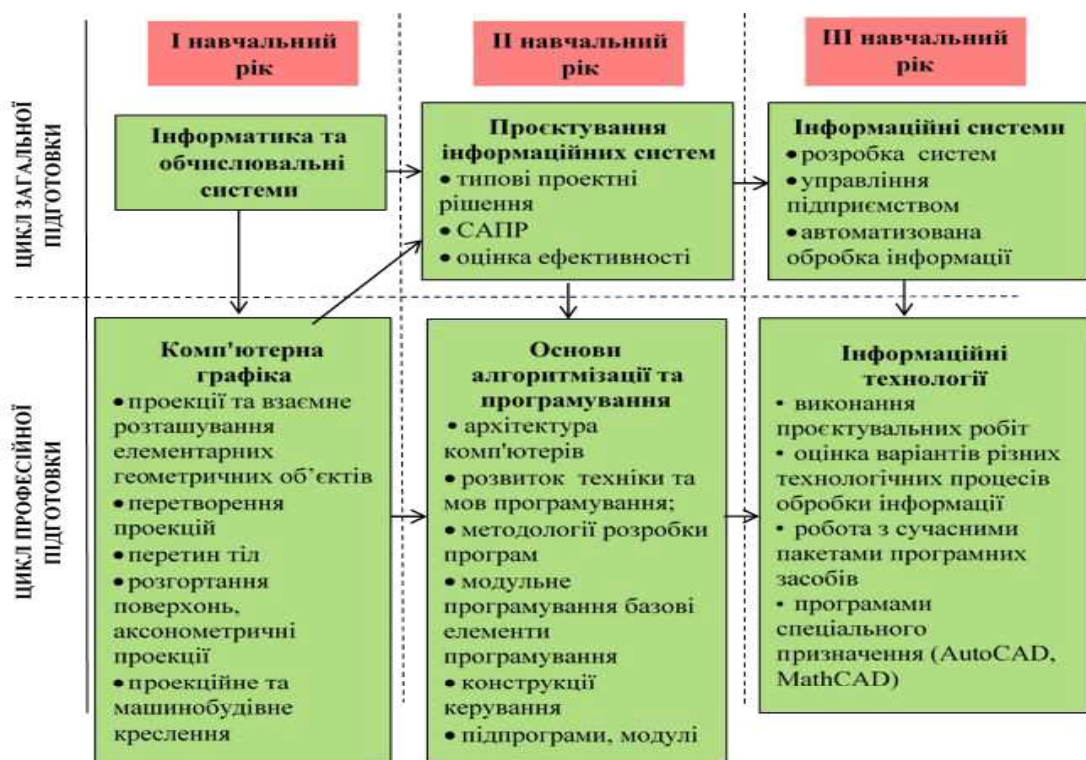 І навчальний
рік
ІІ навчальний
рік
ІІІ навчальний
рік
ЦИКЛ ЗАГАЛЬНОЇ
ПІДГОТОВКИ
Інформатика та
обчислювальні
системи
Проєктування
інформаційних систем
• типові проектні
рішення
• САПР
• оцінка ефективності
Інформаційні системи
• розробка систем
• управління
підприємством
• автоматизована
обробка інформації
ЦИКЛ ПРОФЕСІЙНОЇ
ПІДГОТОВКИ
Комп'ютерна
графіка
• проекції та взаємне
розташування
елементарних
геометричних об’єктів
• перетворення
проекцій
• перетин тіл
• розгортання
поверхонь,
аксонометричні
проекції
• проекційне та
машинобудівне
креслення
Основи
алгоритмізації та
програмування
• архітектура
комп'ютерів
• розвиток техніки та
мов програмування;
• методології розробки
програм
• модульне
програмування базові
елементи
програмування
• конструкції
керування
• підпрограми, модулі
Інформаційні
технології
• виконання
проєктувальних робіт
• оцінка варіантів різних
технологічних процесів
обробки інформації
• робота з сучасними
пакетами програмних
засобів
• програмами
спеціального
призначення (AutoCAD,
MathCAD)